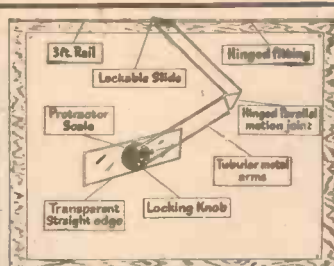 3ft. Rail
Hinged fitting
Lockable Slide
Protractor
Scale
Hinged Parallel
motion joint
Tubular metal
arms
Transparent
Straight edge
Locking Knob